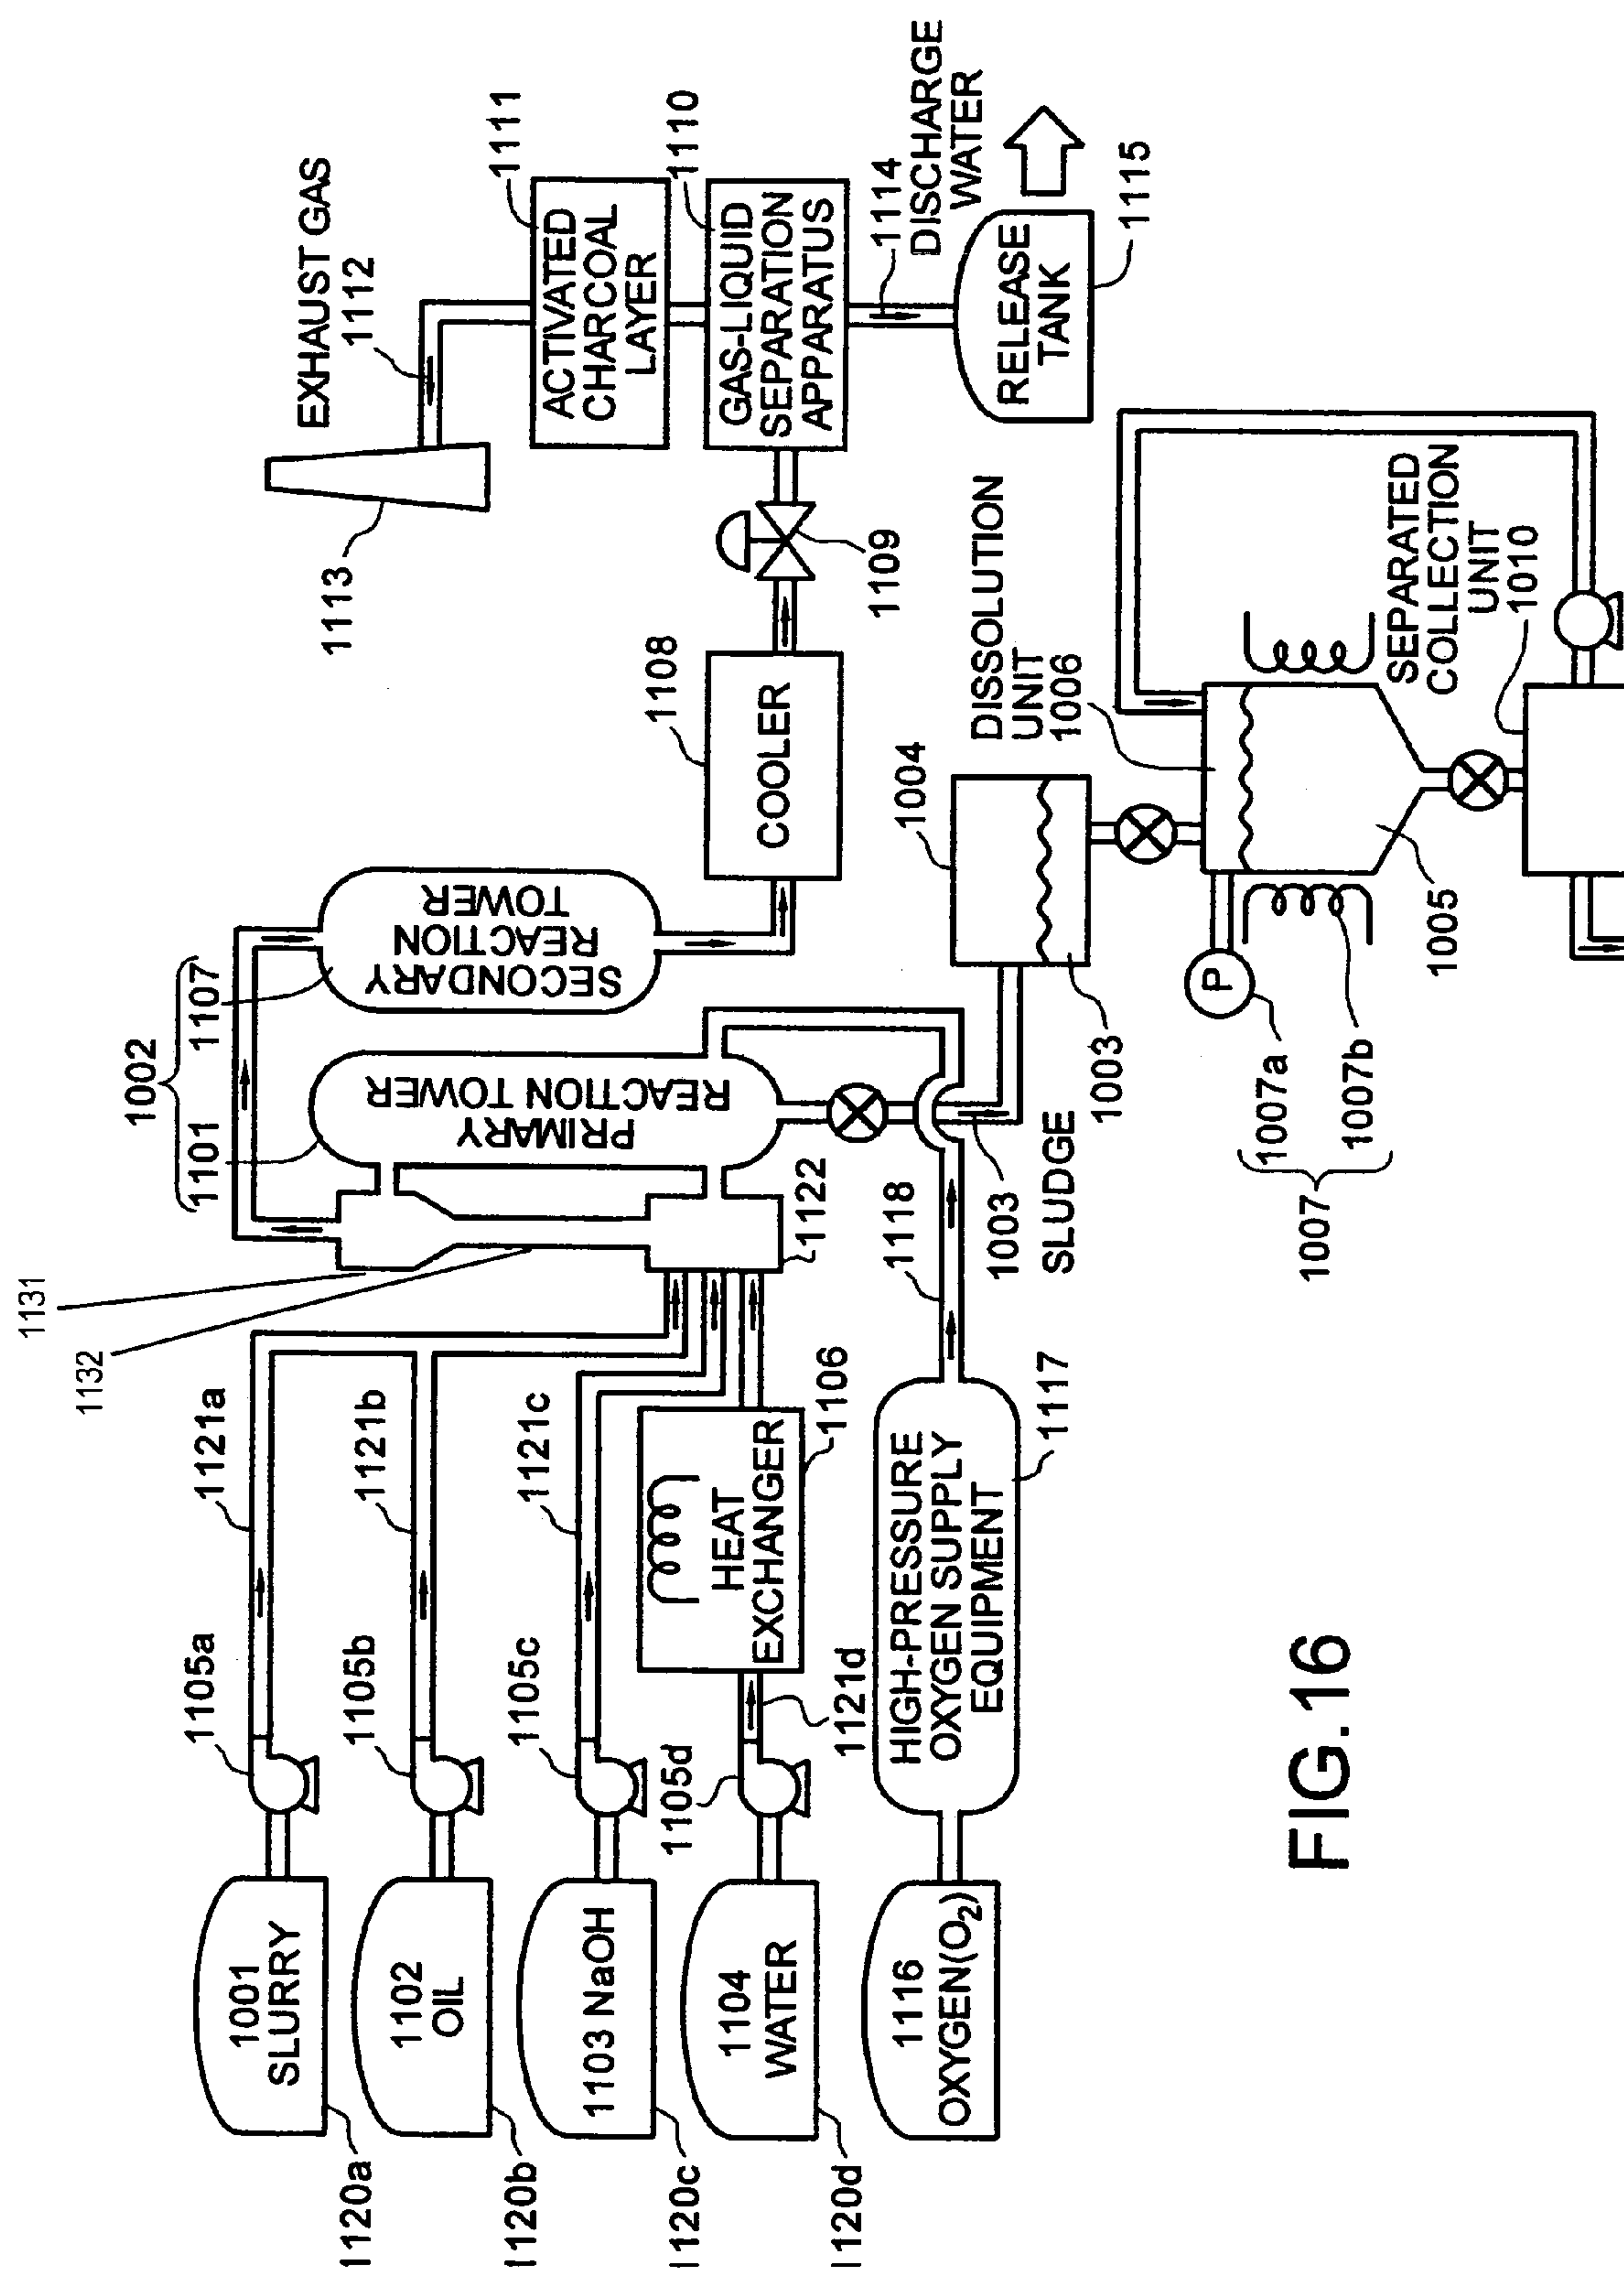 EXHAUST GAS
1112
1111
ACTIVATED
CHARCOAL
LAYER
1113
1110
GAS-LIQUID
SEPARATION
APPARATUS
1114
DISCHARGE
WATER
RELEASE
TANK
1115
1109
1108
COOLER
1002
1101
1107
SECONDARY
REACTION
TOWER
PRIMARY
REACTION TOWER
1131
1132
1122
1121a
1121b
1121c
1121d
1105a
1105b
1105c
1105d
1106
HEAT
EXCHANGER
1118
1117
HIGH-PRESSURE
OXYGEN SUPPLY
EQUIPMENT
1003
SLUDGE
1003
1004
DISSOLUTION
UNIT
1006
1005
P
1007a
1007b
1007
SEPARATED
COLLECTION
UNIT
1010
1001
SLURRY
1102
OIL
1103 NaOH
1104
WATER
1116
OXYGEN(O2)
1120a
1120b
1120c
1120d
FIG.16